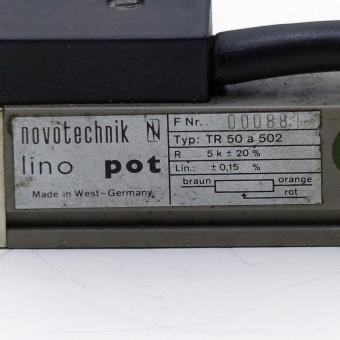 novotechnik
lino pot
Made in West-Germany
F Nr. 000881
Typ: TR 50 a 502
R 5 k ± 20 %
Lin.: ± 0,15 %
braun orange
rot